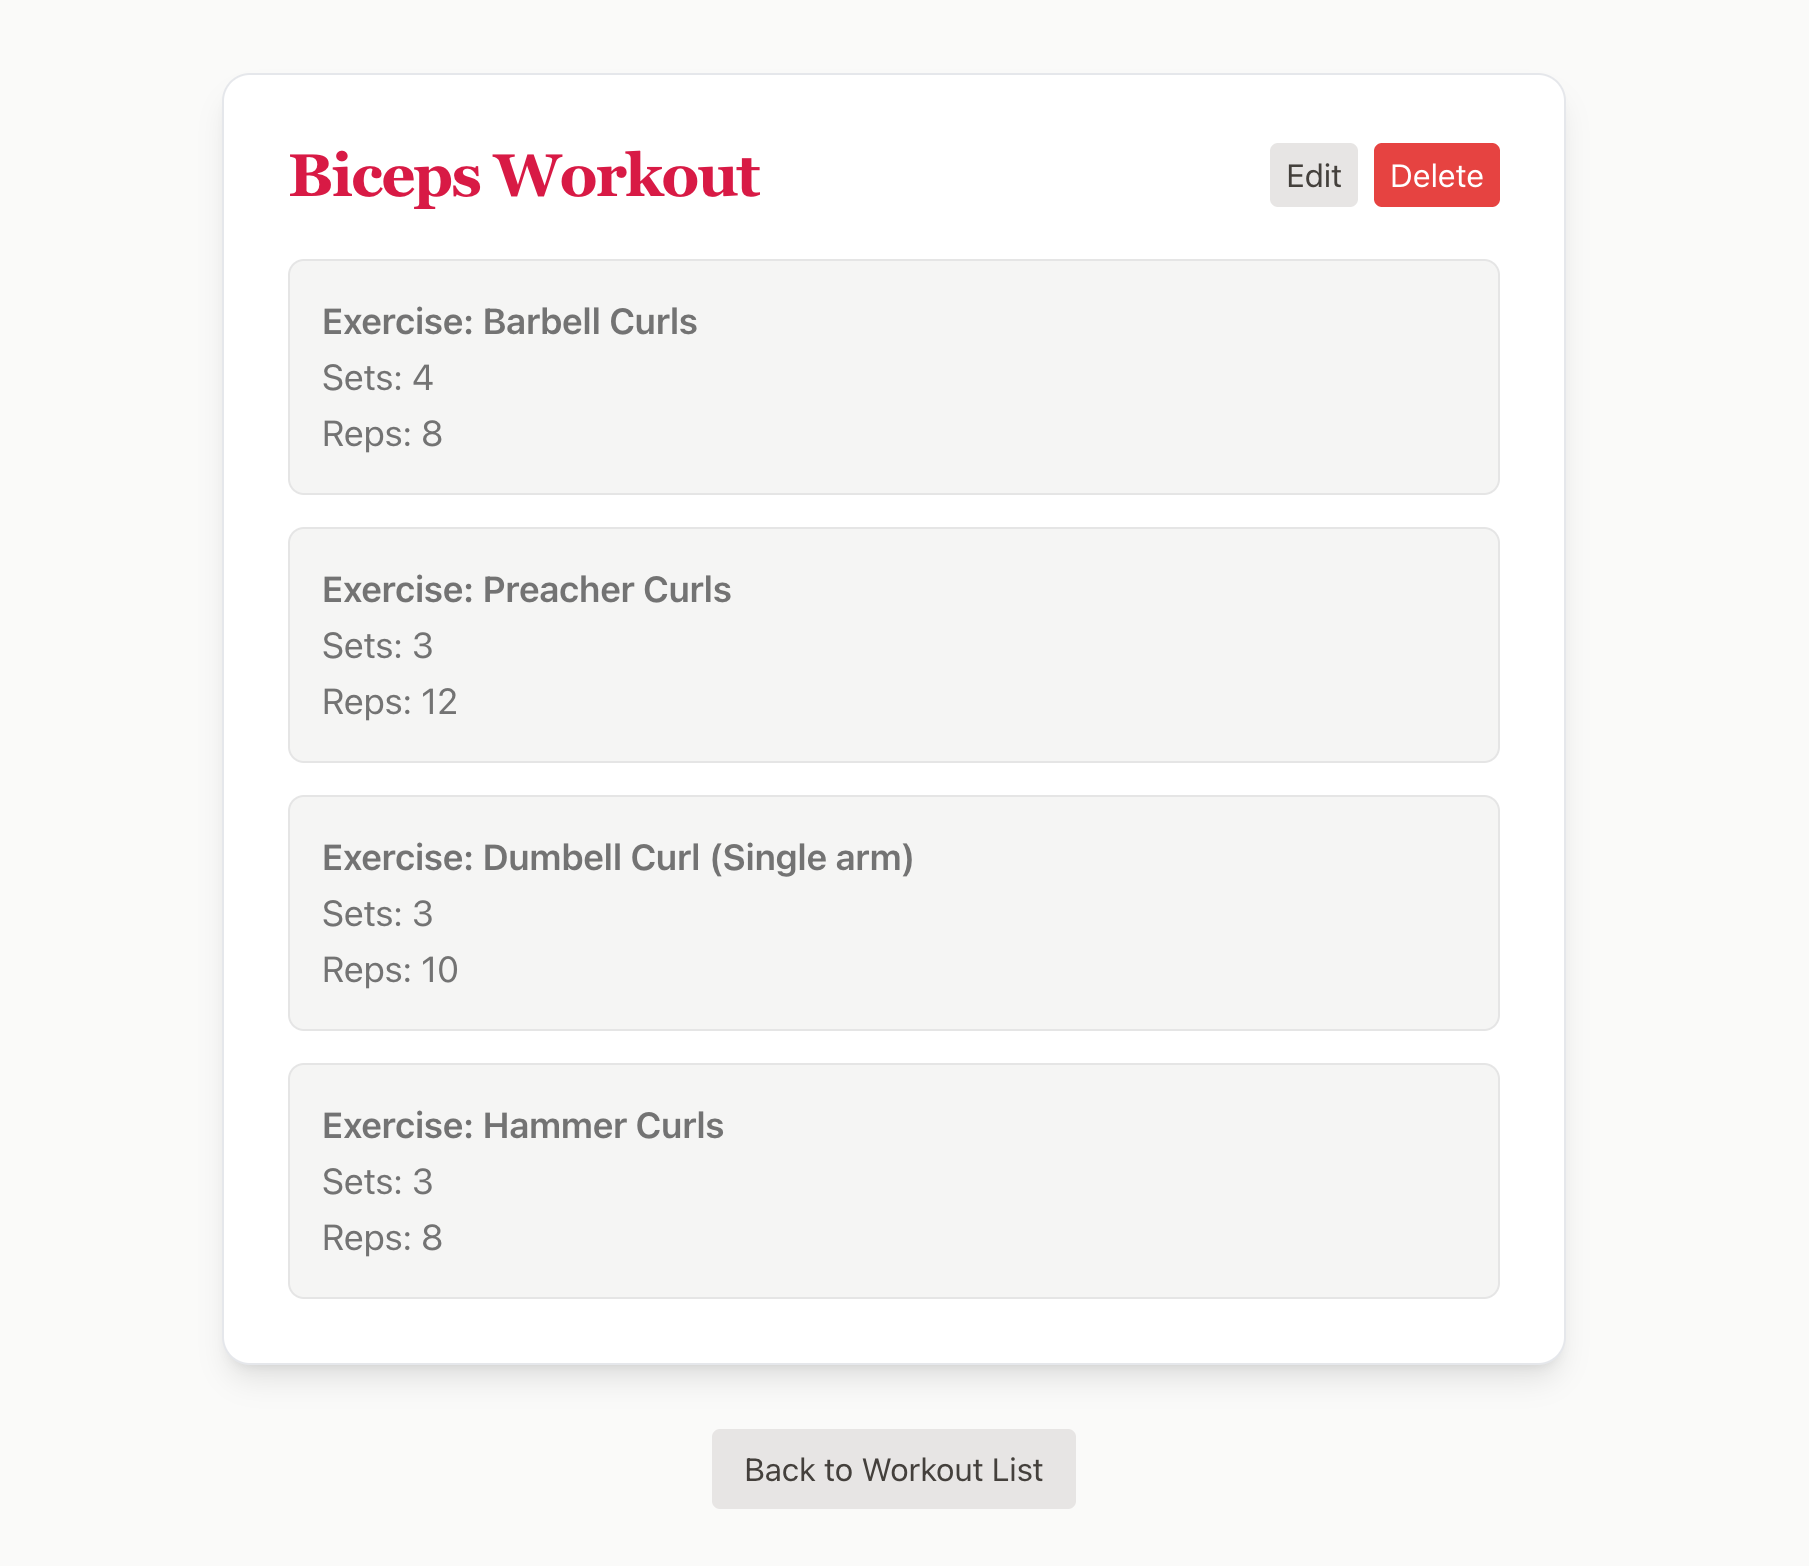 Biceps Workout
Edit
Delete
Exercise: Barbell Curls
Sets: 4
Reps: 8
Exercise: Preacher Curls
Sets: 3
Reps: 12
Exercise: Dumbell Curl (Single arm)
Sets: 3
Reps: 10
Exercise: Hammer Curls
Sets: 3
Reps: 8
Back to Workout List